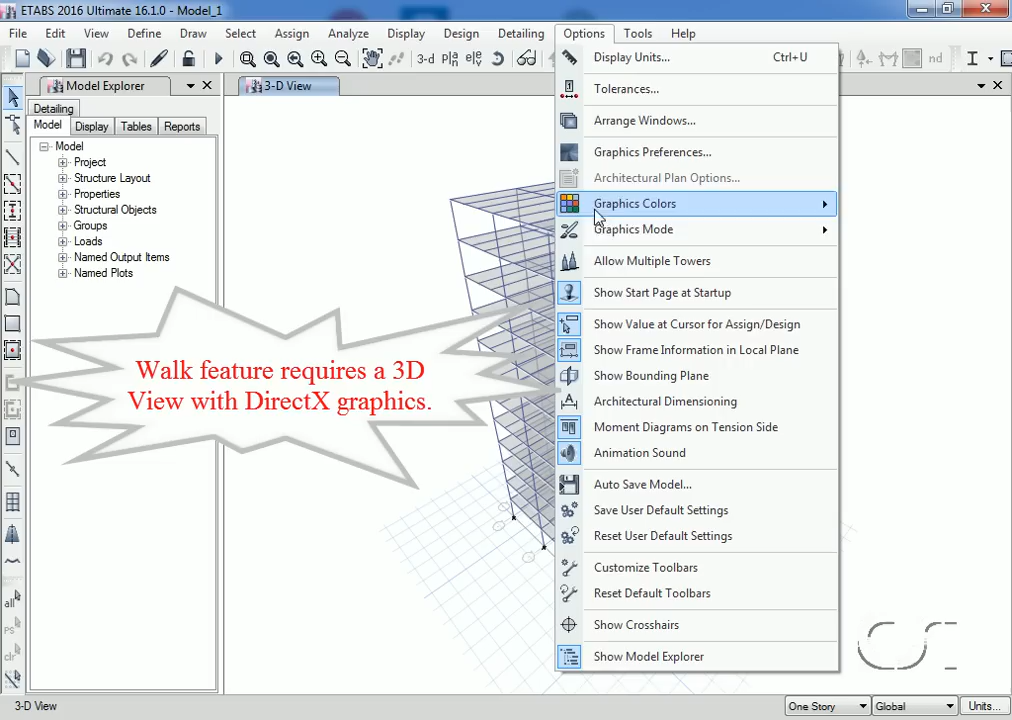 ETABS 2016 Ultimate 16.1.0 - Model_1
File Edit View Define Draw Select Assign Analyze Display Design Detailing Options Tools Help
3-d
nd
Model Explorer
3-D View
Detailing
Model Display Tables Reports
Model
Project
Structure Layout
Properties
Structural Objects
Groups
Loads
Named Output Items
Named Plots
Display Units... Ctrl+U
Tolerances...
Arrange Windows...
Graphics Preferences...
Architectural Plan Options...
Graphics Colors
Graphics Mode
Allow Multiple Towers
Show Start Page at Startup
Show Value at Cursor for Assign/Design
Show Frame Information in Local Plane
Show Bounding Plane
Architectural Dimensioning
Moment Diagrams on Tension Side
Animation Sound
Auto Save Model...
Save User Default Settings
Reset User Default Settings
Customize Toolbars
Reset Default Toolbars
Show Crosshairs
Show Model Explorer
Walk feature requires a 3D
View with DirectX graphics.
all
ps
clr
CSI
3-D View
One Story Global Units...